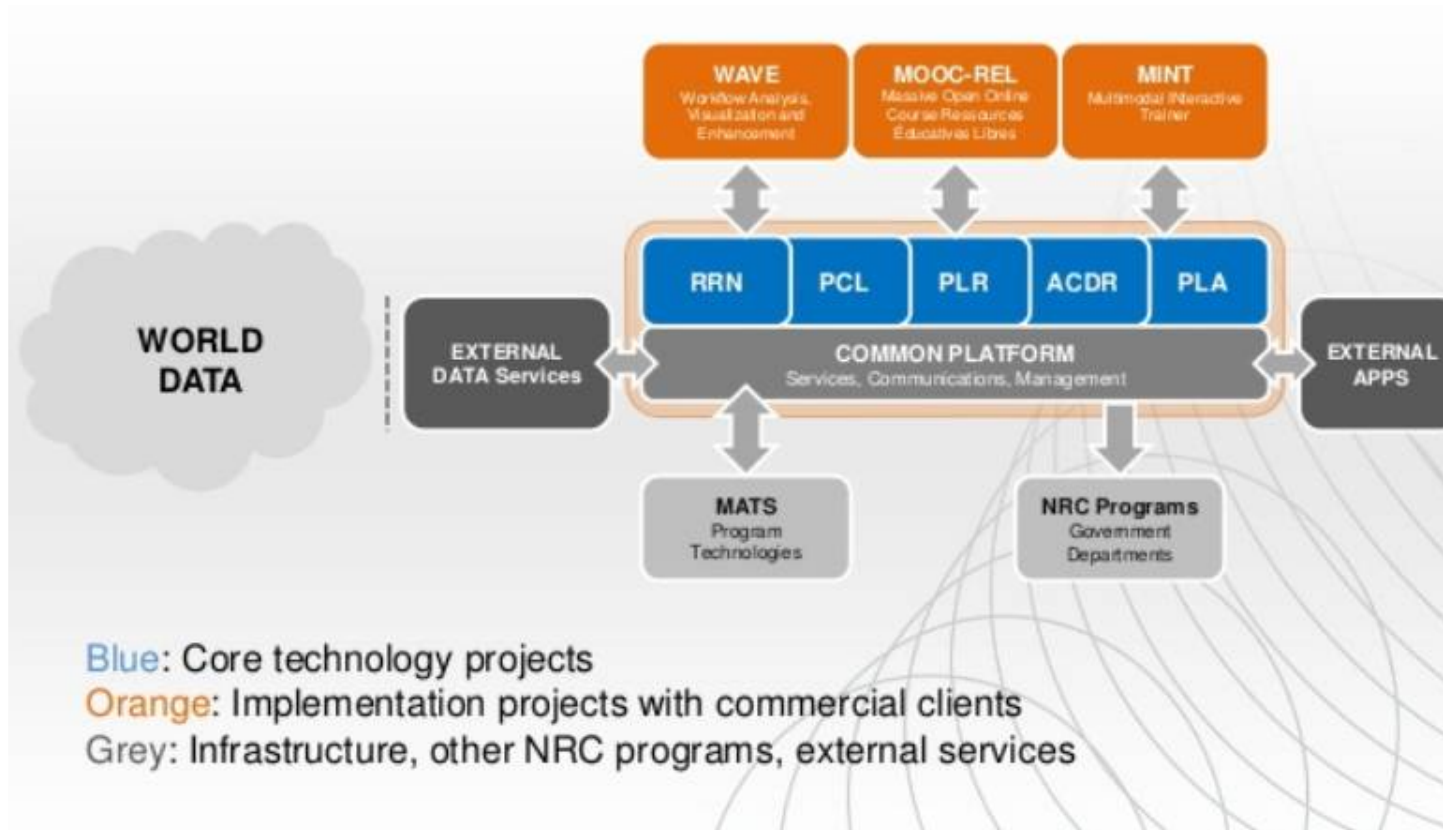 WAVE
Workflow Analysis,
Visualization and
Enhancement
MOOC-REL
Massive Open Online
Course Ressources
Éducatives Libres
MINT
Multimodal INteractive
Trainer
RRN
PCL
PLR
ACDR
PLA
WORLD
DATA
EXTERNAL
DATA Services
COMMON PLATFORM
Services, Communications, Management
EXTERNAL
APPS
MATS
Program
Technologies
NRC Programs
Government
Departments
Blue: Core technology projects
Orange: Implementation projects with commercial clients
Grey: Infrastructure, other NRC programs, external services